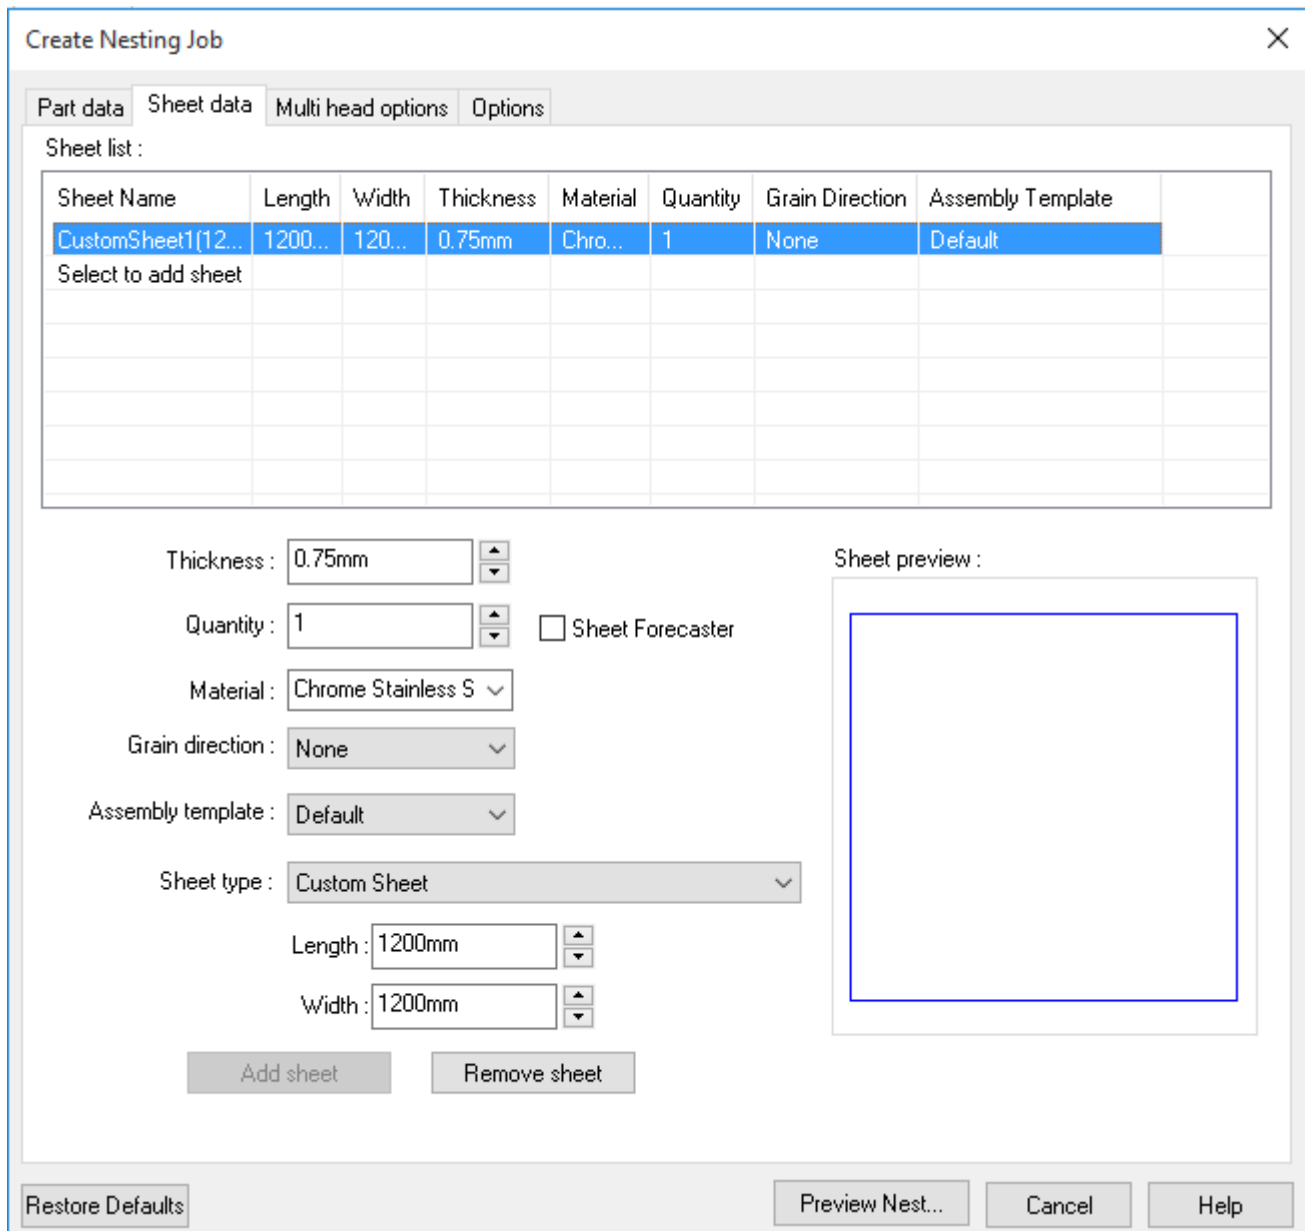 Create Nesting Job
Part data Sheet data Multi head options Options
Sheet list :
Sheet Name Length Width Thickness Material Quantity Grain Direction Assembly Template
CustomSheet1(12... 1200... 120... 0.75mm Chro... 1 None Default
Select to add sheet
Thickness : 0.75mm
Sheet preview :
Quantity : 1 Sheet Forecaster
Material : Chrome Stainless S
Grain direction : None
Assembly template : Default
Sheet type : Custom Sheet
Length : 1200mm
Width : 1200mm
Add sheet Remove sheet
Restore Defaults Preview Nest... Cancel Help